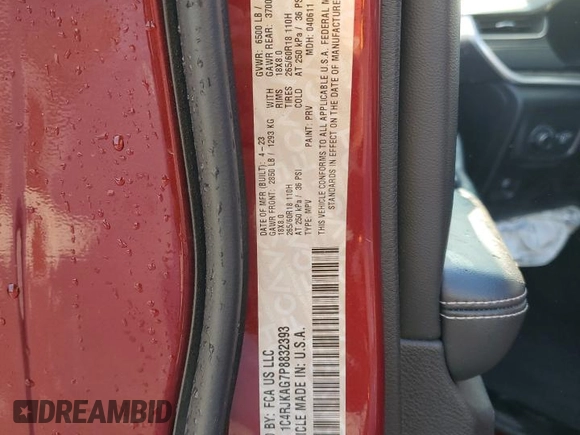 D BY: FCA US LLC
1C4RJKAG7P8832393
VEHICLE MADE IN: U.S.A.
DATE OF MFR (BUILT): 4-23
GVWR: 6500 LB /
GAWR FRONT: 2850 LB / 1293 KG
GAWR REAR: 3700
18X8.0
WITH
RIMS
18X8.0
265/60R18 110H
TIRES
265/60R18 110H
AT 250 kPa / 36 PSI
COLD
AT 250 kPa / 36 PS
TYPE: MPV
PAINT: PRV
MDH: 040611
THIS VEHICLE CONFORMS TO ALL APPLICABLE U.S.A. FEDERAL M
STANDARDS IN EFFECT ON THE DATE OF MANUFACTURE
DREAMBID